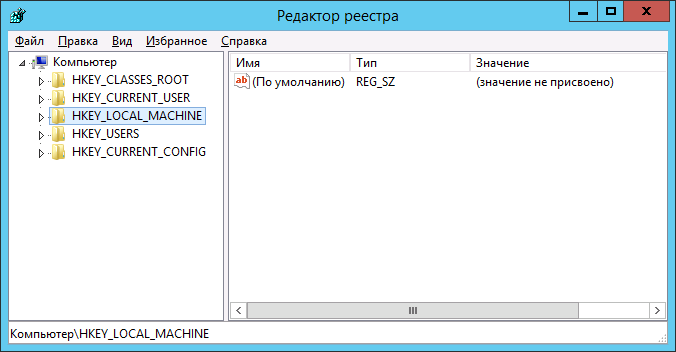 Редактор реестра
Файл Правка Вид Избранное Справка
Компьютер
HKEY_CLASSES_ROOT
HKEY_CURRENT_USER
HKEY_LOCAL_MACHINE
HKEY_USERS
HKEY_CURRENT_CONFIG
Имя Тип Значение
ab (По умолчанию) REG_SZ (значение не присвоено)
Компьютер\HKEY_LOCAL_MACHINE